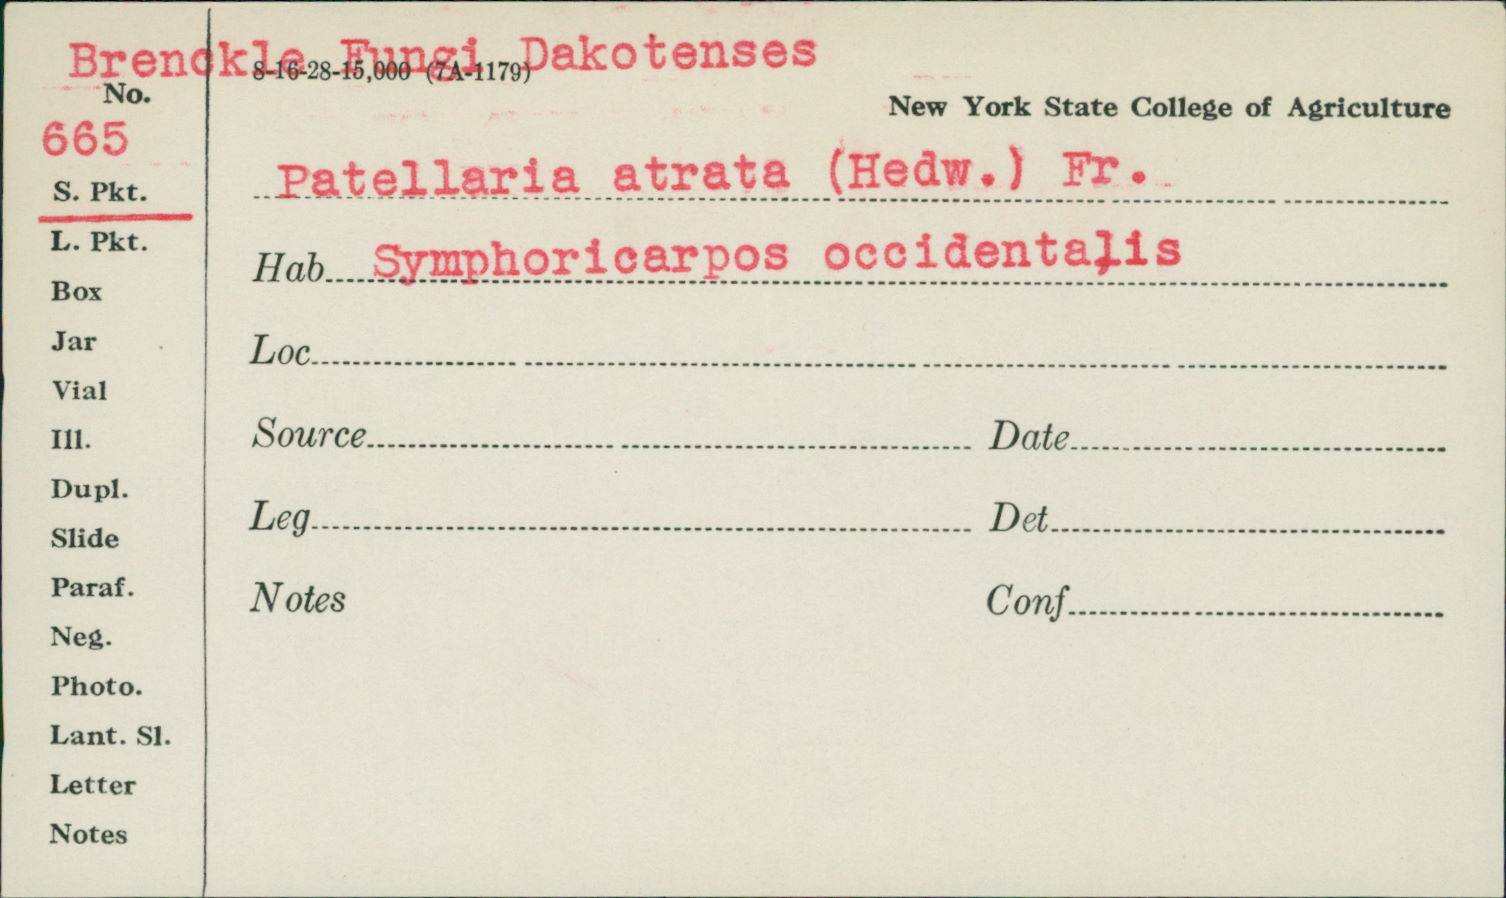 Brenckle Fungi Dakotenses
8-16-28-15,000 (7A-1179)
No.
New York State College of Agriculture
665
Patellaria atrata (Hedw.) Fr.
S. Pkt.
L. Pkt.
Hab. Symphoricarpos occidentalis
Box
Jar
Loc.
Vial
Ill.
Source Date
Dupl.
Slide
Leg. Det.
Paraf.
Notes Conf.
Neg.
Photo.
Lant. Sl.
Letter
Notes